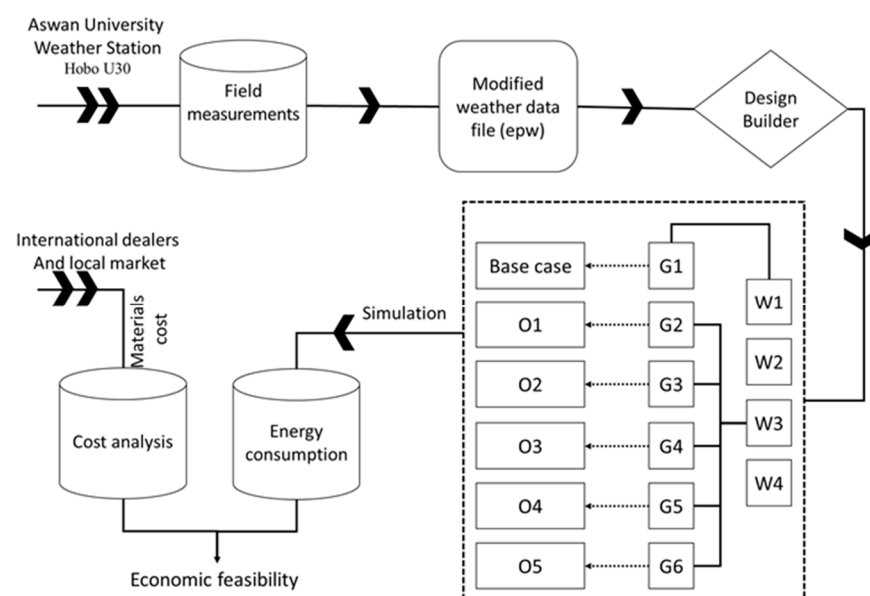 Aswan University
Weather Station
Hobo U30
Field
measurements
Modified
weather data
file (epw)
Design
Builder
International dealers
And local market
Materials
cost
Cost analysis
Energy
consumption
Simulation
Economic feasibility
Base case
G1
W1
O1
G2
W2
O2
G3
W3
O3
G4
W4
O4
G5
O5
G6